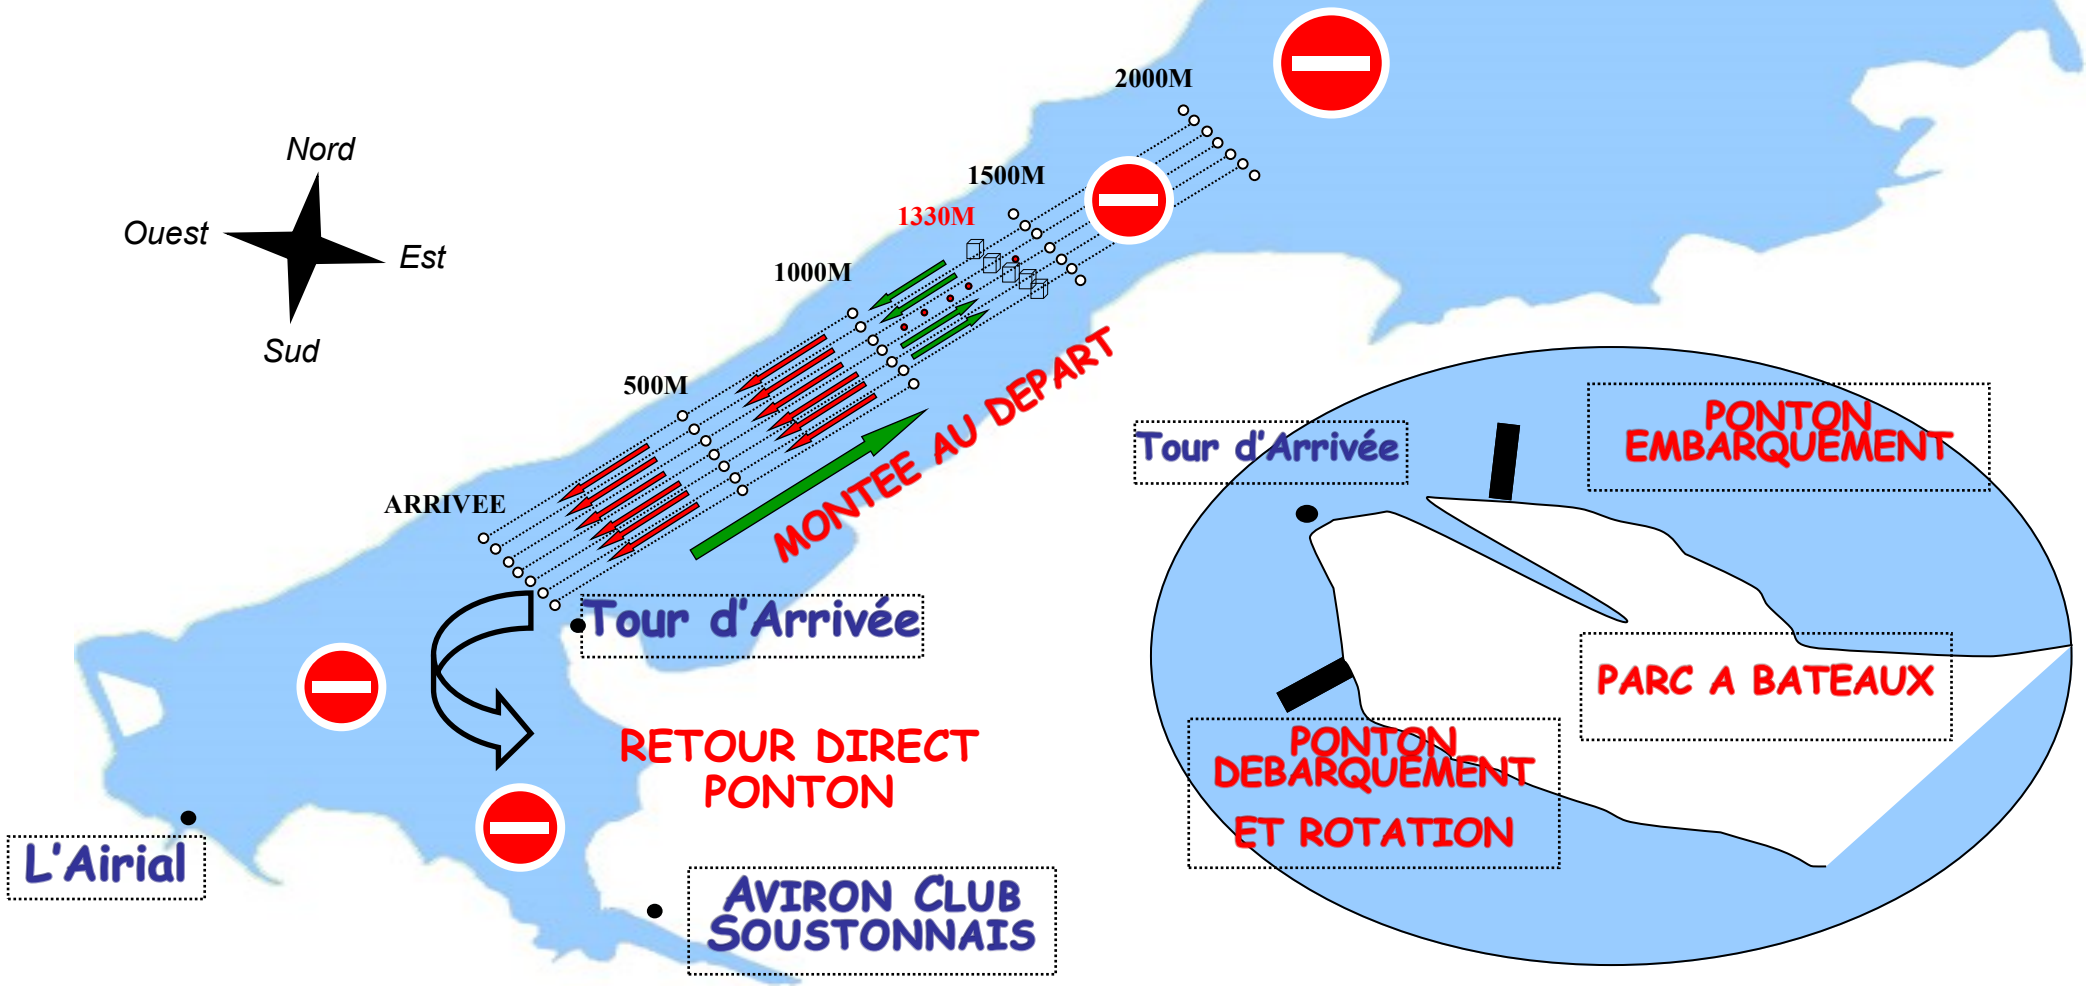 2000M
Nord
1500M
1330M
Ouest
Est
1000M
Sud
500M
MONTEE AU DEPART
ARRIVEE
Tour d'Arrivée
RETOUR DIRECT
PONTON
L'Airial
AVIRON CLUB
SOUSTONNAIS
PONTON
EMBARQUEMENT
Tour d'Arrivée
PARC A BATEAUX
PONTON
DEBARQUEMENT
ET ROTATION